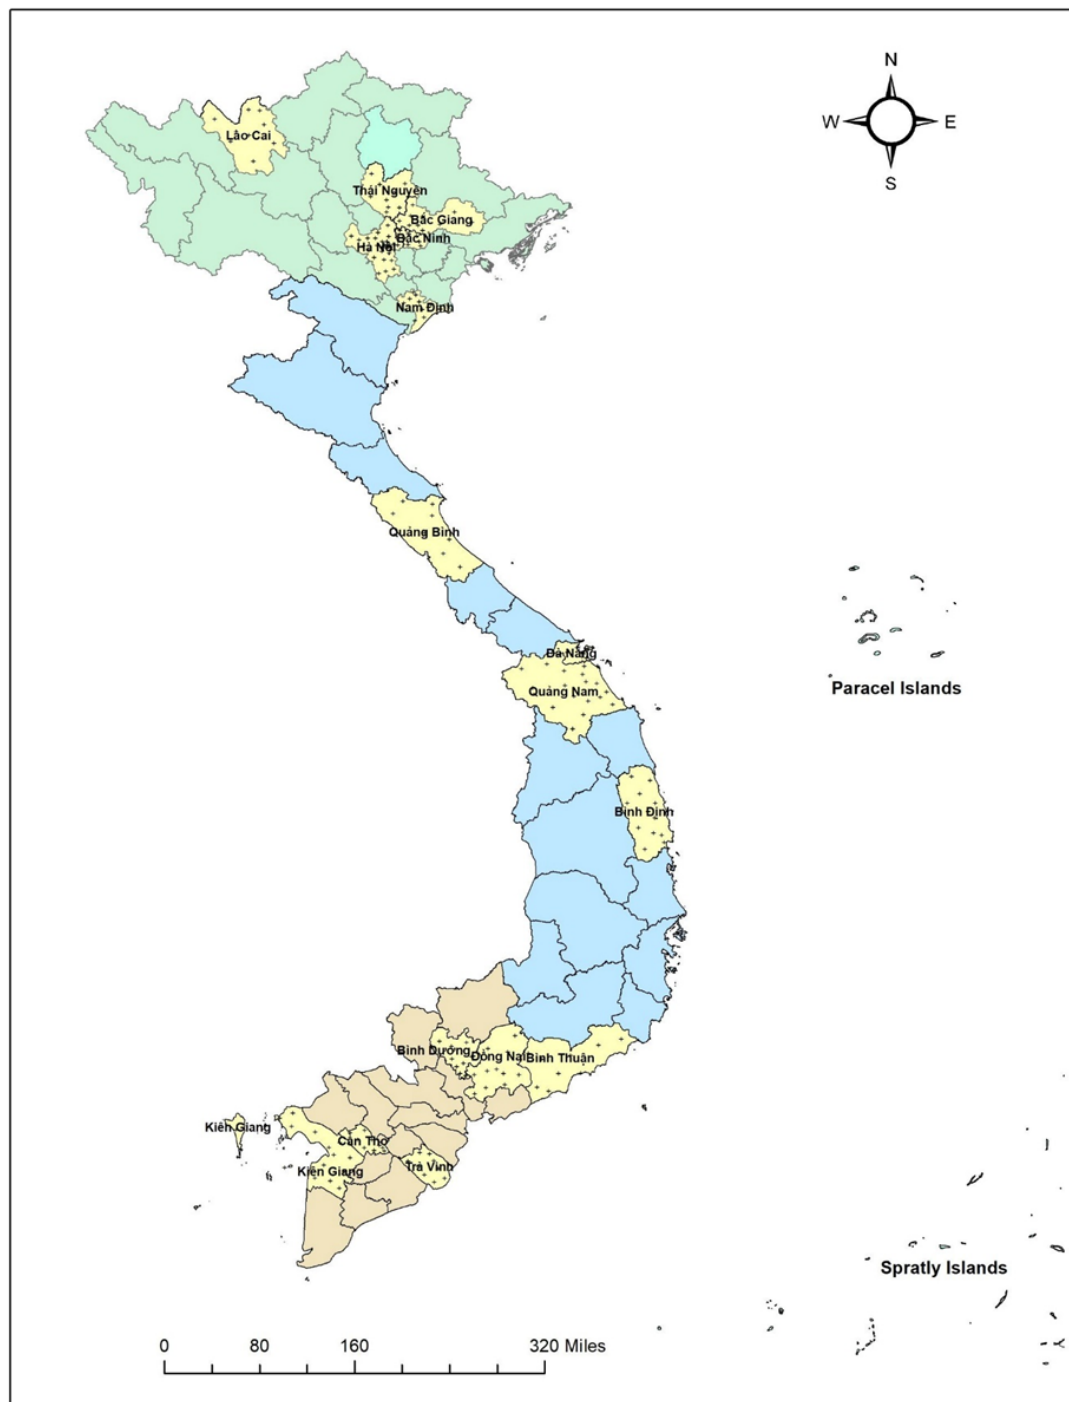 N
W E
S
Lào Cai
Thái Nguyên
Bắc Giang
Bắc Ninh
Hà Nội
Nam Định
Quảng Bình
Đà Nẵng
Quảng Nam
Paracel Islands
Bình Định
Bình Dương
Đồng Nai
Bình Thuận
Kiên Giang
Cần Thơ
Kiên Giang
Trà Vinh
Spratly Islands
0 80 160 320 Miles